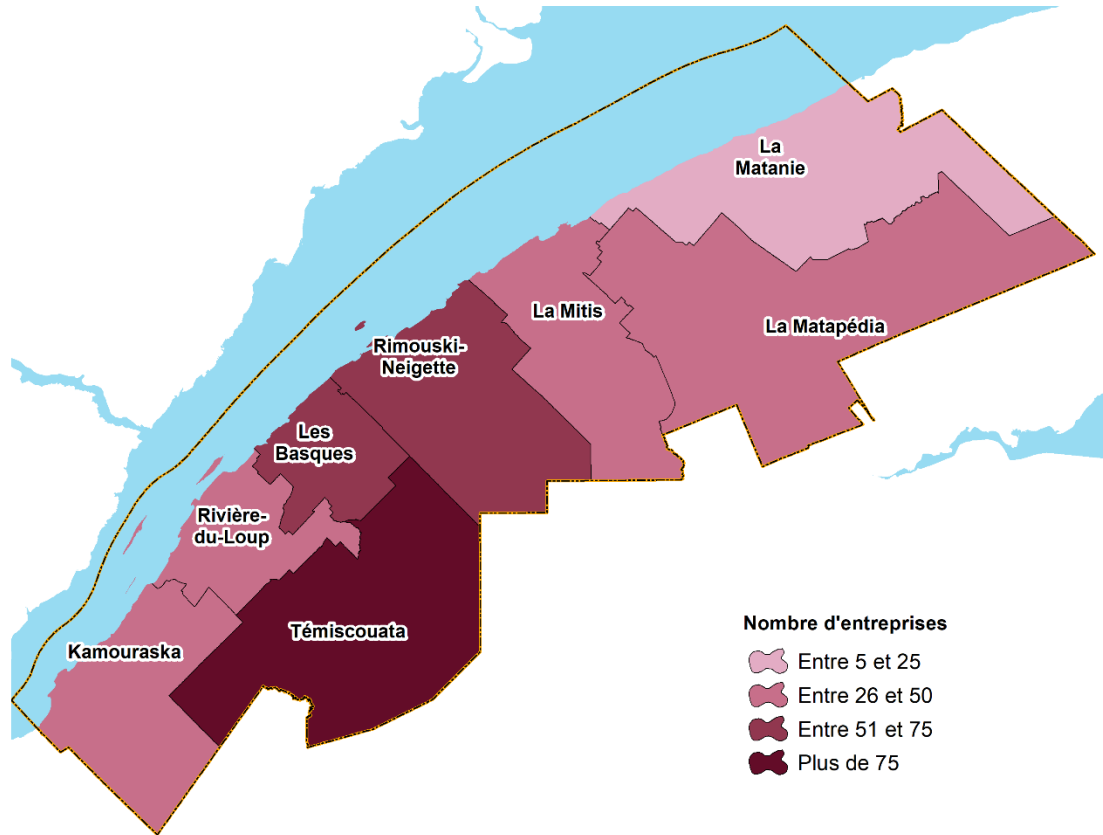 La
Matanie
La Mitis
La Matapédia
Rimouski-
Neigette
Les
Basques
Rivière-
du-Loup
Témiscouata
Kamouraska
Nombre d'entreprises
Entre 5 et 25
Entre 26 et 50
Entre 51 et 75
Plus de 75